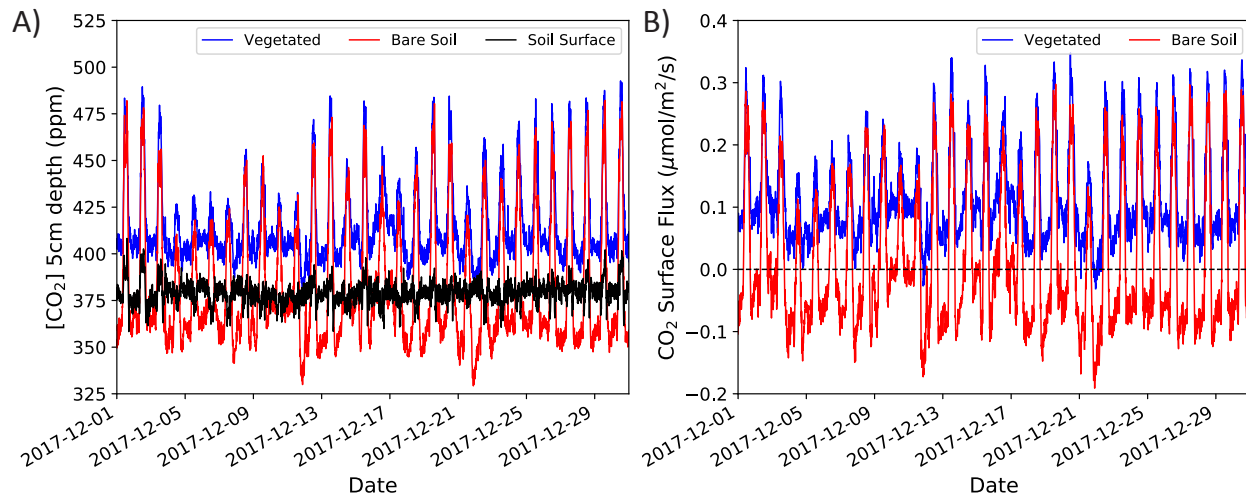 A)
[CO₂] 5cm depth (ppm)
525
500
475
450
425
400
375
350
325
Vegetated Bare Soil Soil Surface
2017-12-01 2017-12-05 2017-12-09 2017-12-13 2017-12-17 2017-12-21 2017-12-25 2017-12-29
Date
B)
CO₂ Surface Flux (μmol/m²/s)
0.4
0.3
0.2
0.1
0.0
−0.1
−0.2
Vegetated Bare Soil
2017-12-01 2017-12-05 2017-12-09 2017-12-13 2017-12-17 2017-12-21 2017-12-25 2017-12-29
Date